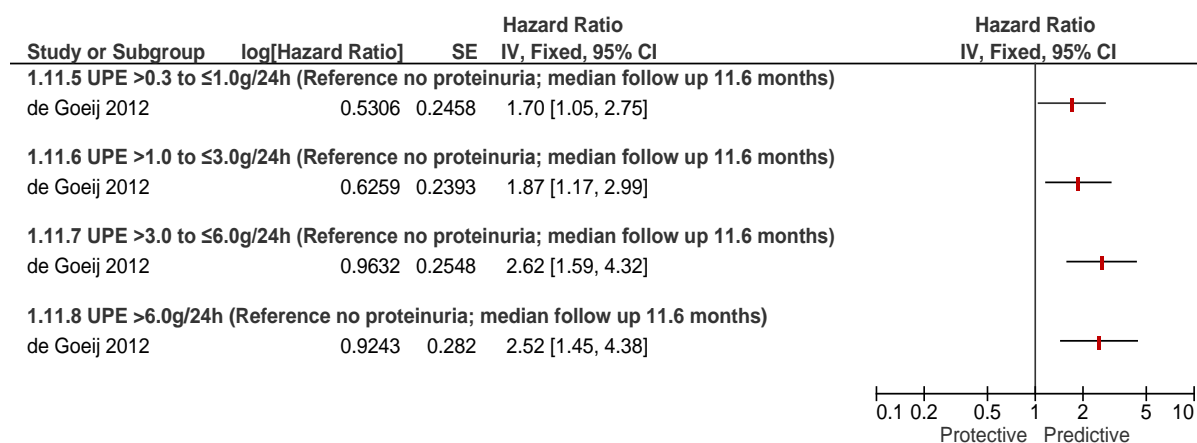 Hazard Ratio Hazard Ratio
Study or Subgroup log[Hazard Ratio] SE IV, Fixed, 95% CI IV, Fixed, 95% CI
1.11.5 UPE >0.3 to ≤1.0g/24h (Reference no proteinuria; median follow up 11.6 months)
de Goeij 2012 0.5306 0.2458 1.70 [1.05, 2.75]
1.11.6 UPE >1.0 to ≤3.0g/24h (Reference no proteinuria; median follow up 11.6 months)
de Goeij 2012 0.6259 0.2393 1.87 [1.17, 2.99]
1.11.7 UPE >3.0 to ≤6.0g/24h (Reference no proteinuria; median follow up 11.6 months)
de Goeij 2012 0.9632 0.2548 2.62 [1.59, 4.32]
1.11.8 UPE >6.0g/24h (Reference no proteinuria; median follow up 11.6 months)
de Goeij 2012 0.9243 0.282 2.52 [1.45, 4.38]
0.1 0.2 0.5 1 2 5 10
Protective Predictive